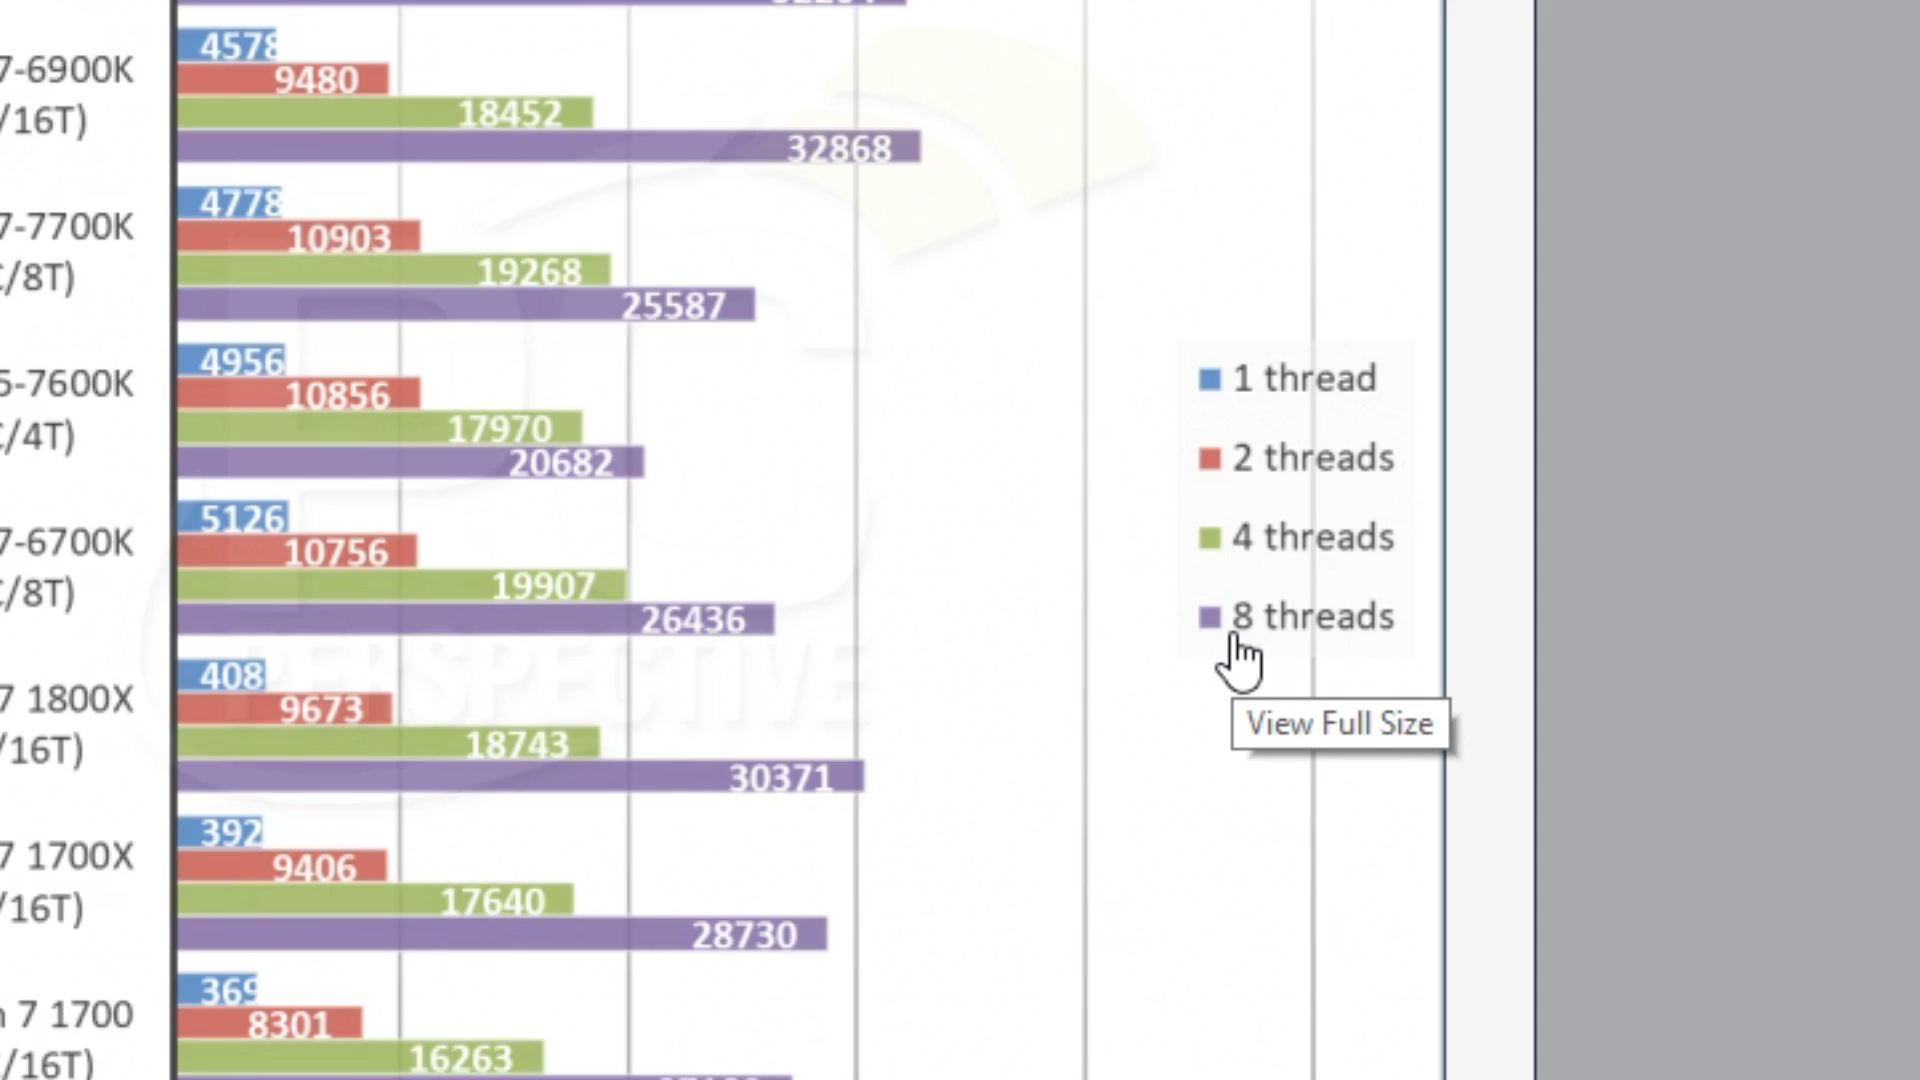 4578
7-6900K
9480
/16T)
18452
32868
4778
7-7700K
10903
/8T)
19268
25587
4956
5-7600K
10856
/4T)
17970
20682
5126
7-6700K
10756
/8T)
19907
26436
408
7 1800X
9673
/16T)
18743
30371
392
7 1700X
9406
/16T)
17640
28730
369
7 1700
8301
/16T)
16263
1 thread
2 threads
4 threads
8 threads
View Full Size
PC
PERSPECTIVE